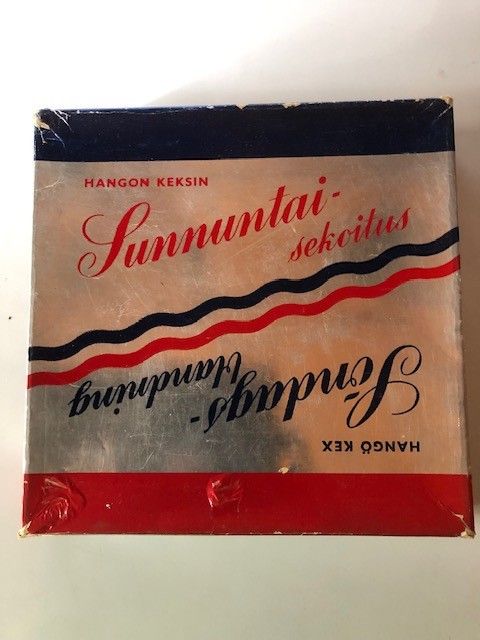 HANGON KEKSIN
Sunnuntai-
sekoitus
HANGÖ KEX
Söndags-
blandning